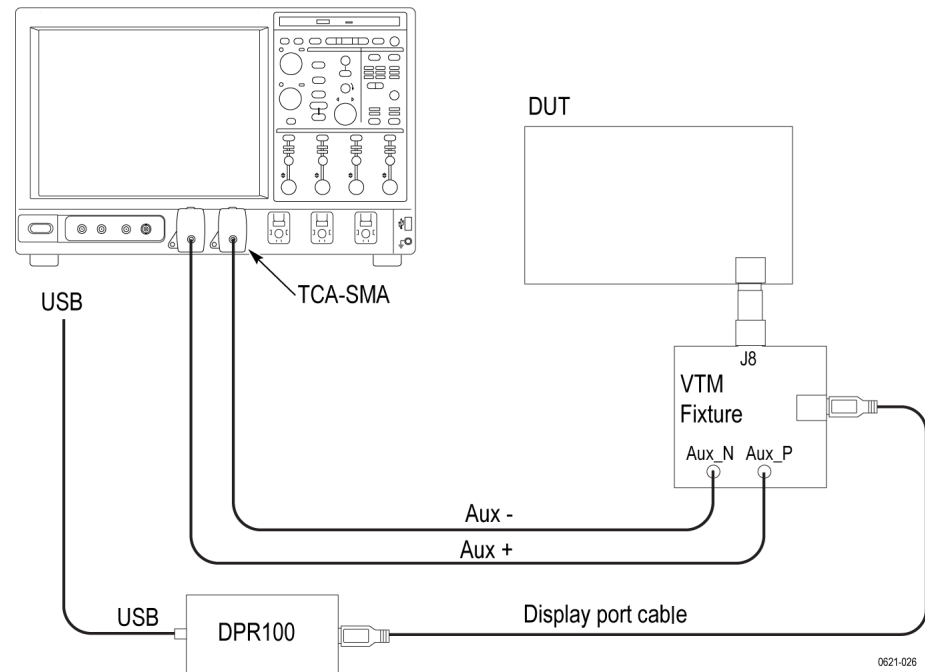 DUT
USB
TCA-SMA
J8
VTM
Fixture
Aux_N Aux_P
Aux -
Aux +
USB
DPR100
Display port cable
0621-026